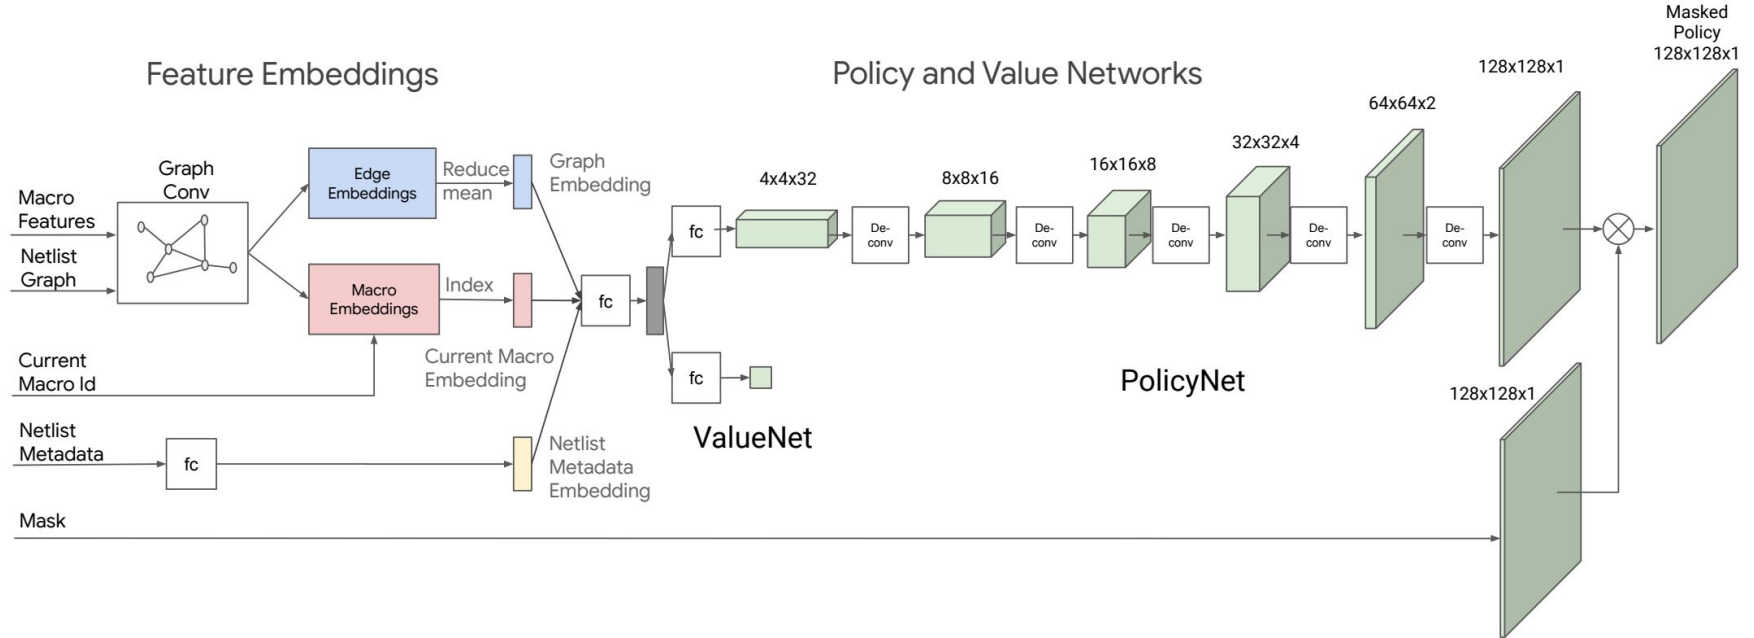 Feature Embeddings
Policy and Value Networks
Masked
Policy
128x128x1
128x128x1
64x64x2
32x32x4
16x16x8
8x8x16
4x4x32
Graph
Conv
Macro
Features
Netlist
Graph
Edge
Embeddings
Reduce
mean
Graph
Embedding
Macro
Embeddings
Index
Current Macro
Embedding
Current
Macro Id
Netlist
Metadata
fc
Netlist
Metadata
Embedding
Mask
fc
fc
De-
conv
De-
conv
De-
conv
De-
conv
De-
conv
fc
ValueNet
PolicyNet
128x128x1